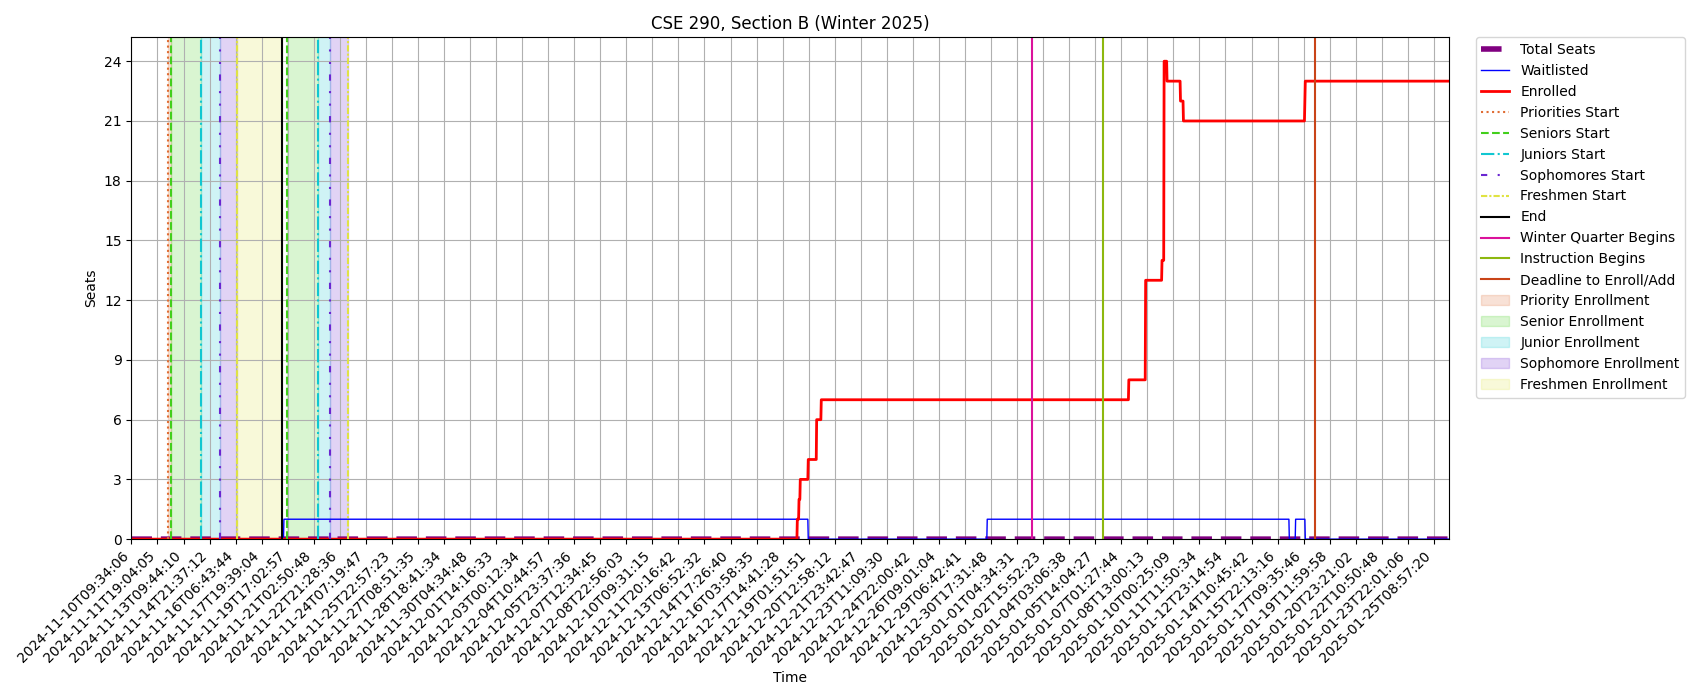 CSE 290, Section B (Winter 2025)
Seats
24
21
18
15
12
9
6
3
0
2024-11-10T09:34:06
2024-11-11T19:04:05
2024-11-13T09:44:10
2024-11-14T21:37:12
2024-11-16T06:43:44
2024-11-17T19:39:04
2024-11-19T17:02:57
2024-11-21T02:50:48
2024-11-22T21:28:36
2024-11-24T07:19:47
2024-11-25T22:57:23
2024-11-27T08:51:35
2024-11-28T18:41:34
2024-11-30T04:34:48
2024-12-01T14:16:33
2024-12-03T00:12:34
2024-12-04T10:44:57
2024-12-05T23:37:36
2024-12-07T12:34:45
2024-12-08T22:56:03
2024-12-10T09:31:15
2024-12-11T20:16:42
2024-12-13T06:52:32
2024-12-14T17:26:40
2024-12-16T03:58:35
2024-12-17T14:41:28
2024-12-19T01:51:51
2024-12-20T12:58:12
2024-12-21T23:42:47
2024-12-23T11:09:30
2024-12-24T22:00:42
2024-12-26T09:01:04
2024-12-29T06:42:41
2024-12-30T17:31:48
2025-01-01T04:34:31
2025-01-02T15:52:23
2025-01-04T03:06:38
2025-01-05T14:04:27
2025-01-07T01:27:44
2025-01-08T13:00:13
2025-01-10T00:25:09
2025-01-11T11:50:34
2025-01-12T23:14:54
2025-01-14T10:45:42
2025-01-15T22:13:16
2025-01-17T09:35:46
2025-01-19T11:59:58
2025-01-20T23:21:02
2025-01-22T10:50:48
2025-01-23T22:01:06
2025-01-25T08:57:20
Time
Total Seats
Waitlisted
Enrolled
Priorities Start
Seniors Start
Juniors Start
Sophomores Start
Freshmen Start
End
Winter Quarter Begins
Instruction Begins
Deadline to Enroll/Add
Priority Enrollment
Senior Enrollment
Junior Enrollment
Sophomore Enrollment
Freshmen Enrollment